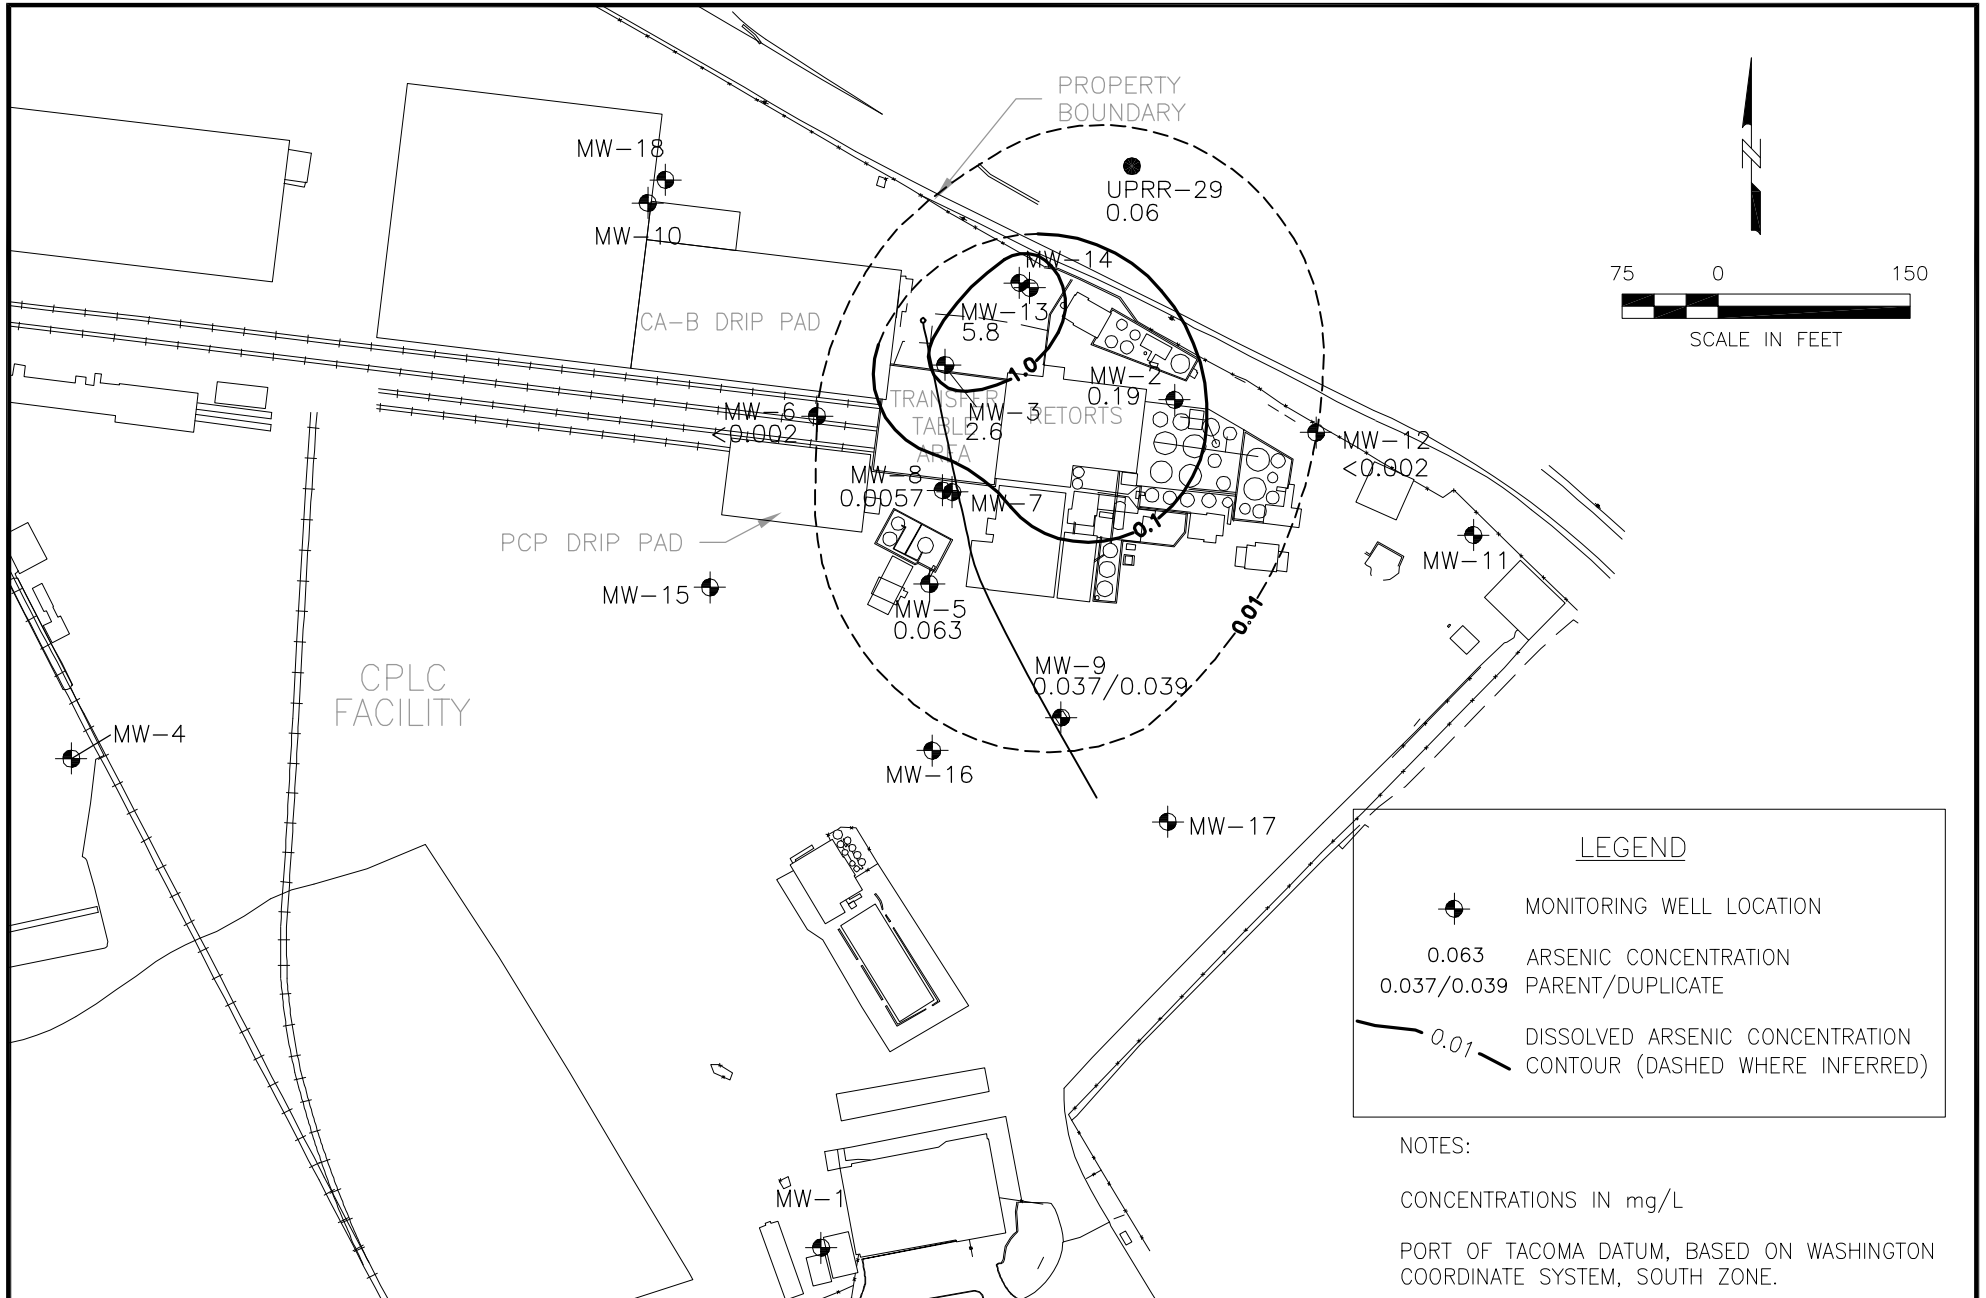 PROPERTY
BOUNDARY
MW-18
MW-10
UPRR-29
0.06
N
75 0 150
SCALE IN FEET
MW-14
MW-13
5.8
CA-B DRIP PAD
1.0
MW-2
0.19
TRANSFER
TABLE
AREA
RETORTS
MW-3
2.6
MW-6
<0.002
MW-12
<0.002
MW-8
0.0057
MW-7
0.1
PCP DRIP PAD
MW-11
MW-15
MW-5
0.063
0.01
MW-9
0.037/0.039
CPLC
FACILITY
MW-4
MW-16
MW-17
MW-1
LEGEND
MONITORING WELL LOCATION
0.063 ARSENIC CONCENTRATION
0.037/0.039 PARENT/DUPLICATE
0.01 DISSOLVED ARSENIC CONCENTRATION
CONTOUR (DASHED WHERE INFERRED)
NOTES:
CONCENTRATIONS IN mg/L
PORT OF TACOMA DATUM, BASED ON WASHINGTON
COORDINATE SYSTEM, SOUTH ZONE.